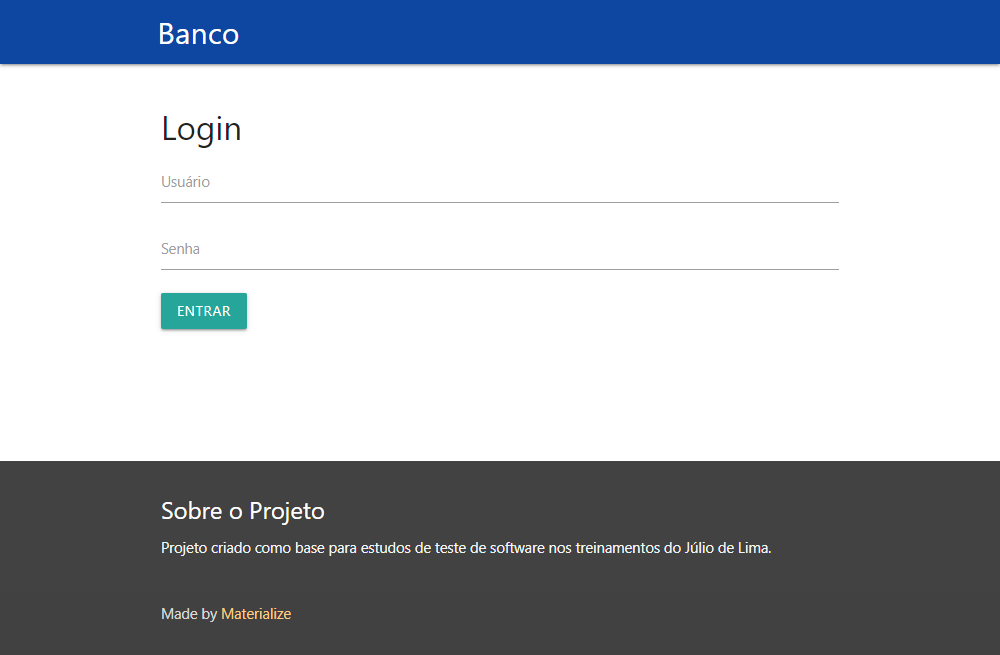 Banco
Login
Usuário
Senha
ENTRAR
Sobre o Projeto
Projeto criado como base para estudos de teste de software nos treinamentos do Júlio de Lima.
Made by Materialize